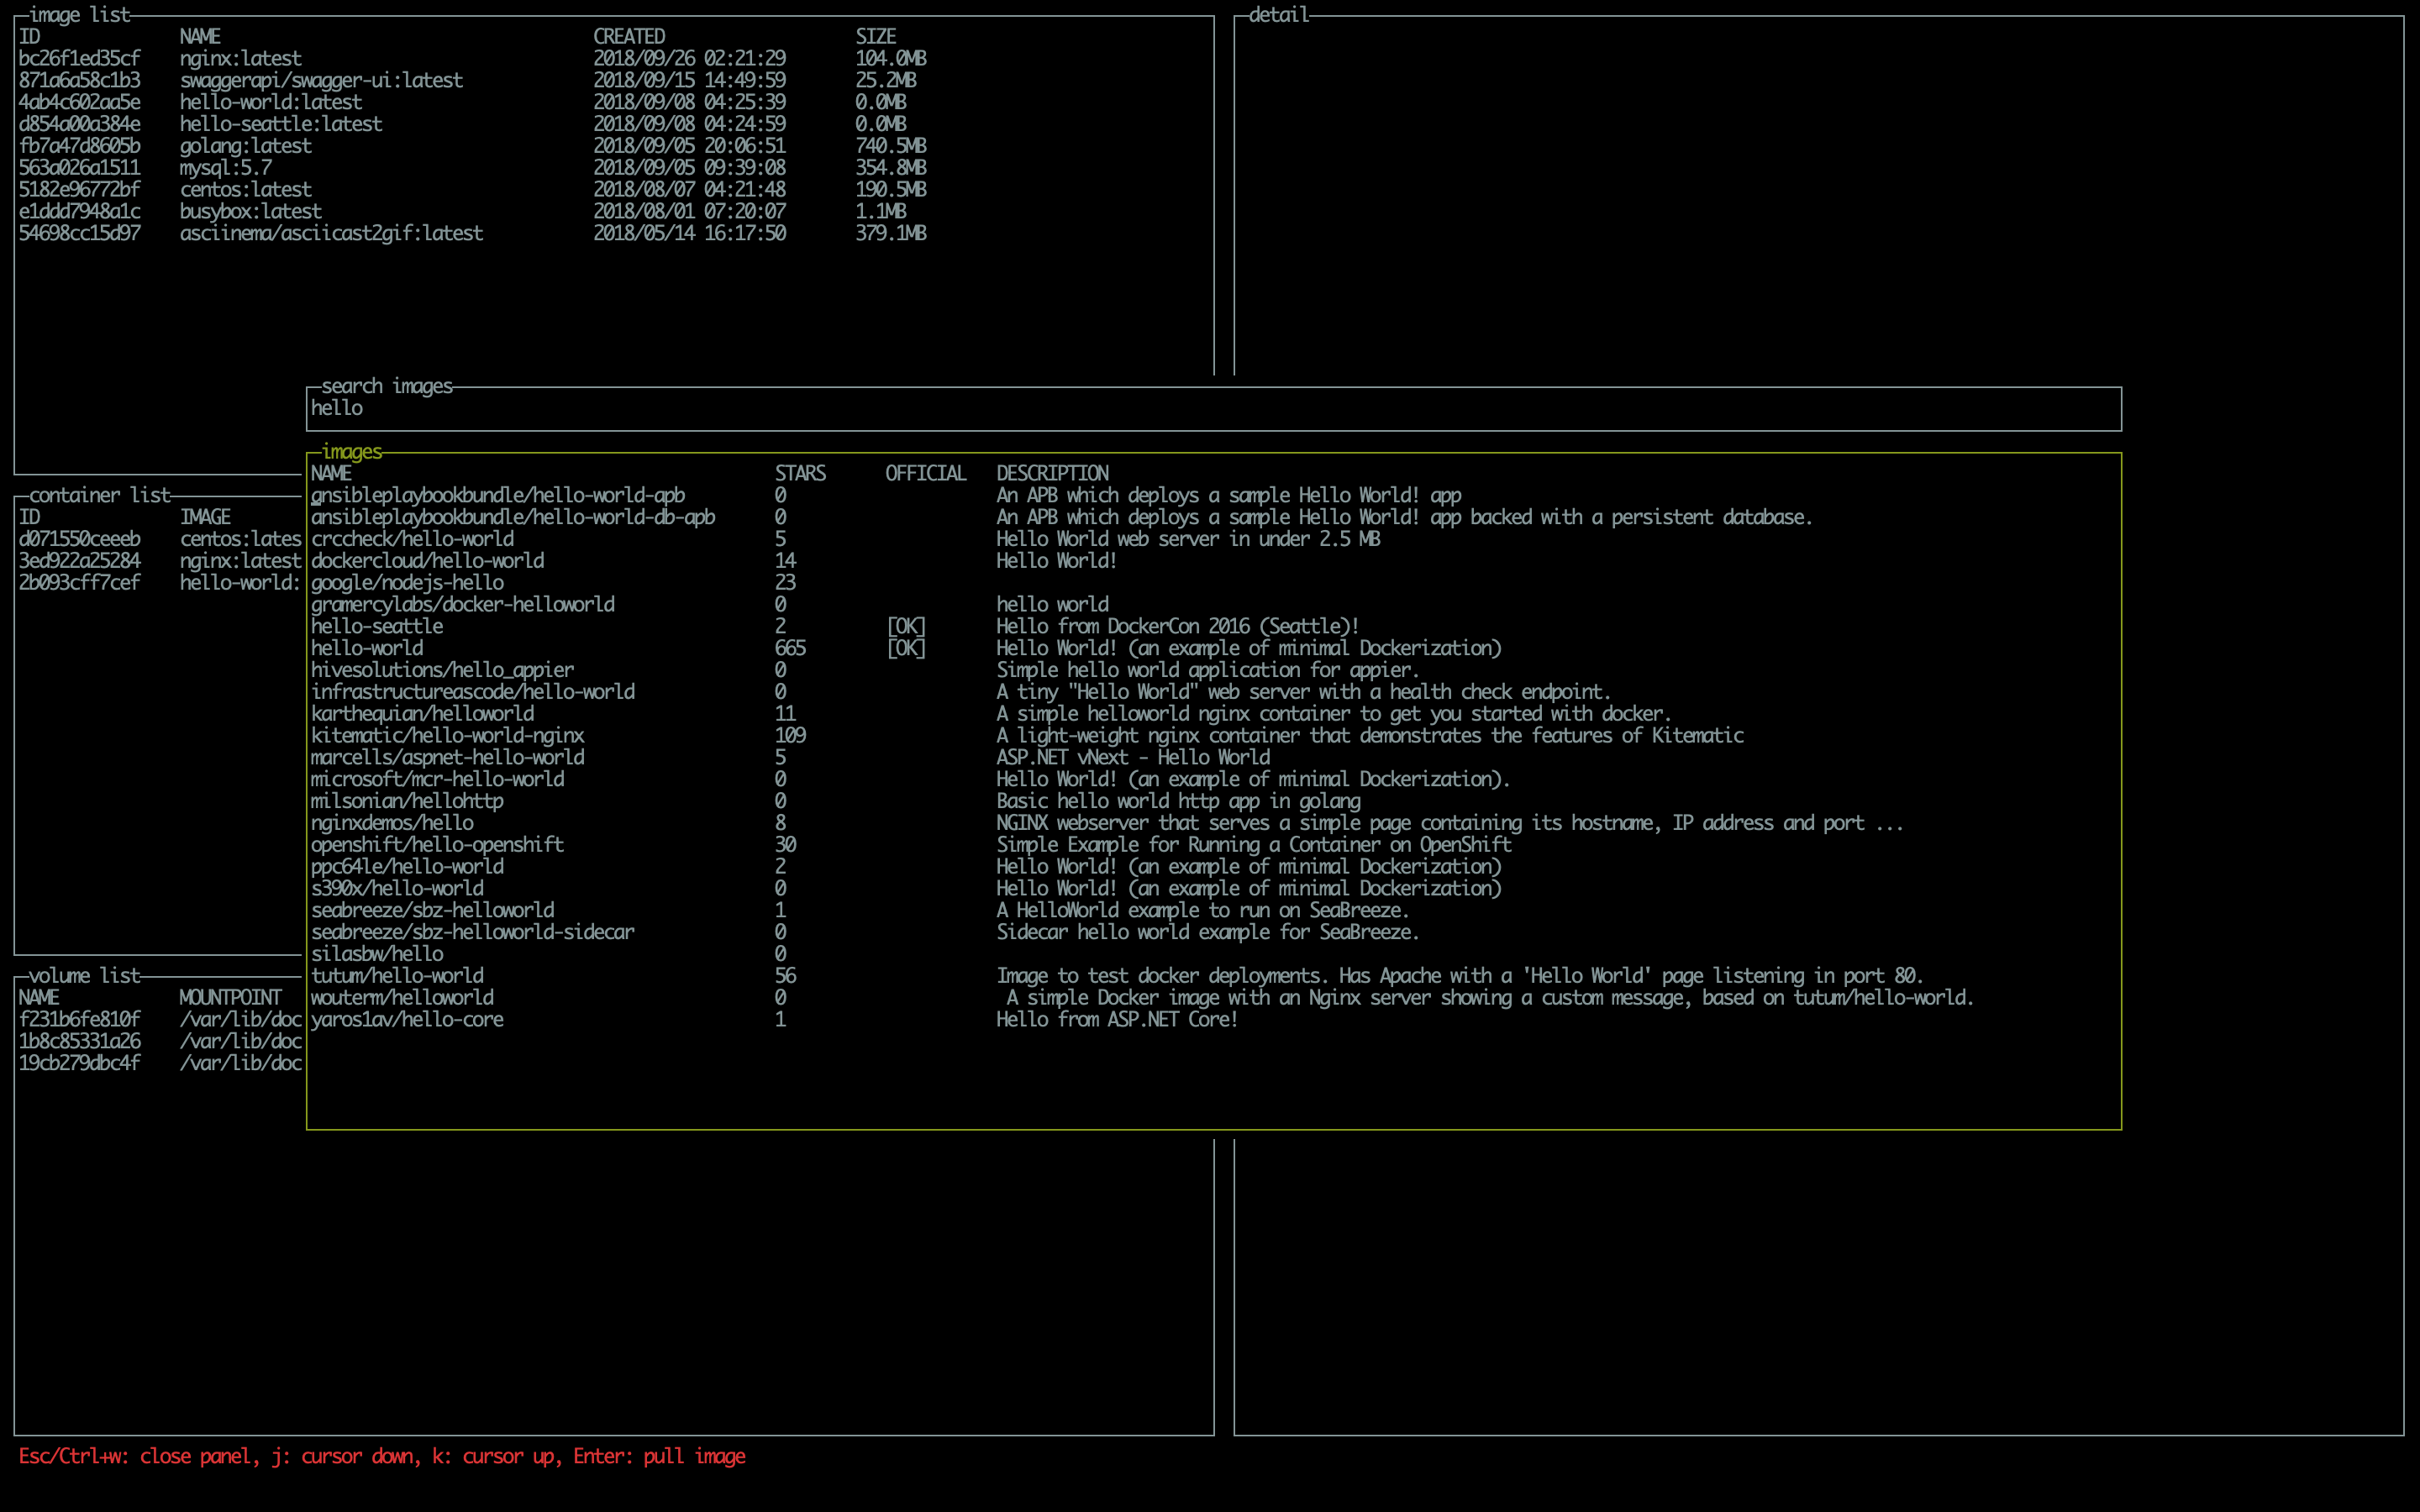 image list
ID NAME CREATED SIZE
bc26f1ed35cf nginx:latest 2018/09/26 02:21:29 104.0MB
871a6a58c1b3 swaggerapi/swagger-ui:latest 2018/09/15 14:49:59 25.2MB
4ab4c602aa5e hello-world:latest 2018/09/08 04:25:39 0.0MB
d854a00a384e hello-seattle:latest 2018/09/08 04:24:59 0.0MB
fb7a47d8605b golang:latest 2018/09/05 20:06:51 740.5MB
563a026a1511 mysql:5.7 2018/09/05 09:39:08 354.8MB
5182e96772bf centos:latest 2018/08/07 04:21:48 190.5MB
e1ddd7948a1c busybox:latest 2018/08/01 07:20:07 1.1MB
54698cc15d97 asciinema/asciicast2gif:latest 2018/05/14 16:17:50 379.1MB
detail
container list
ID IMAGE
d071550ceeeb centos:lates
3ed922a25284 nginx:latest
2b093cff7cef hello-world:
volume list
NAME MOUNTPOINT
f231b6fe810f /var/lib/doc
1b8c85331a26 /var/lib/doc
19cb279dbc4f /var/lib/doc
search images
hello
images
NAME STARS OFFICIAL DESCRIPTION
ansibleplaybookbundle/hello-world-apb 0 An APB which deploys a sample Hello World! app
ansibleplaybookbundle/hello-world-db-apb 0 An APB which deploys a sample Hello World! app backed with a persistent database.
crccheck/hello-world 5 Hello World web server in under 2.5 MB
dockercloud/hello-world 14 Hello World!
google/nodejs-hello 23
gramercylabs/docker-helloworld 0 hello world
hello-seattle 2 [OK] Hello from DockerCon 2016 (Seattle)!
hello-world 665 [OK] Hello World! (an example of minimal Dockerization)
hivesolutions/hello_appier 0 Simple hello world application for appier.
infrastructureascode/hello-world 0 A tiny "Hello World" web server with a health check endpoint.
karthequian/helloworld 11 A simple helloworld nginx container to get you started with docker.
kitematic/hello-world-nginx 109 A light-weight nginx container that demonstrates the features of Kitematic
marcells/aspnet-hello-world 5 ASP.NET vNext - Hello World
microsoft/mcr-hello-world 0 Hello World! (an example of minimal Dockerization).
milsonian/hellohttp 0 Basic hello world http app in golang
nginxdemos/hello 8 NGINX webserver that serves a simple page containing its hostname, IP address and port ...
openshift/hello-openshift 30 Simple Example for Running a Container on OpenShift
ppc64le/hello-world 2 Hello World! (an example of minimal Dockerization)
s390x/hello-world 0 Hello World! (an example of minimal Dockerization)
seabreeze/sbz-helloworld 1 A HelloWorld example to run on SeaBreeze.
seabreeze/sbz-helloworld-sidecar 0 Sidecar hello world example for SeaBreeze.
silasbw/hello 0
tutum/hello-world 56 Image to test docker deployments. Has Apache with a 'Hello World' page listening in port 80.
wouterm/helloworld 0 A simple Docker image with an Nginx server showing a custom message, based on tutum/hello-world.
yaros1av/hello-core 1 Hello from ASP.NET Core!
Esc/Ctrl+w: close panel, j: cursor down, k: cursor up, Enter: pull image